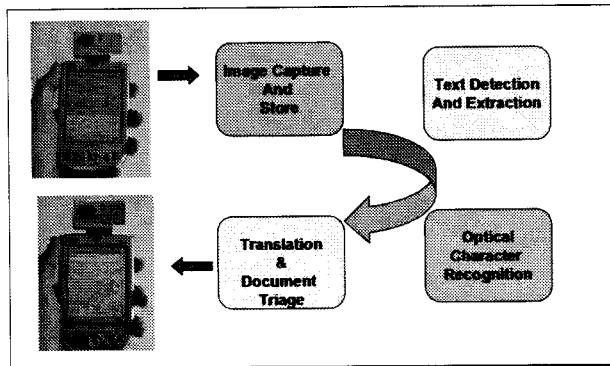 Image Capture
And
Store
Text Detection
And Extraction
Optical
Character
Recognition
Translation
&
Document
Triage